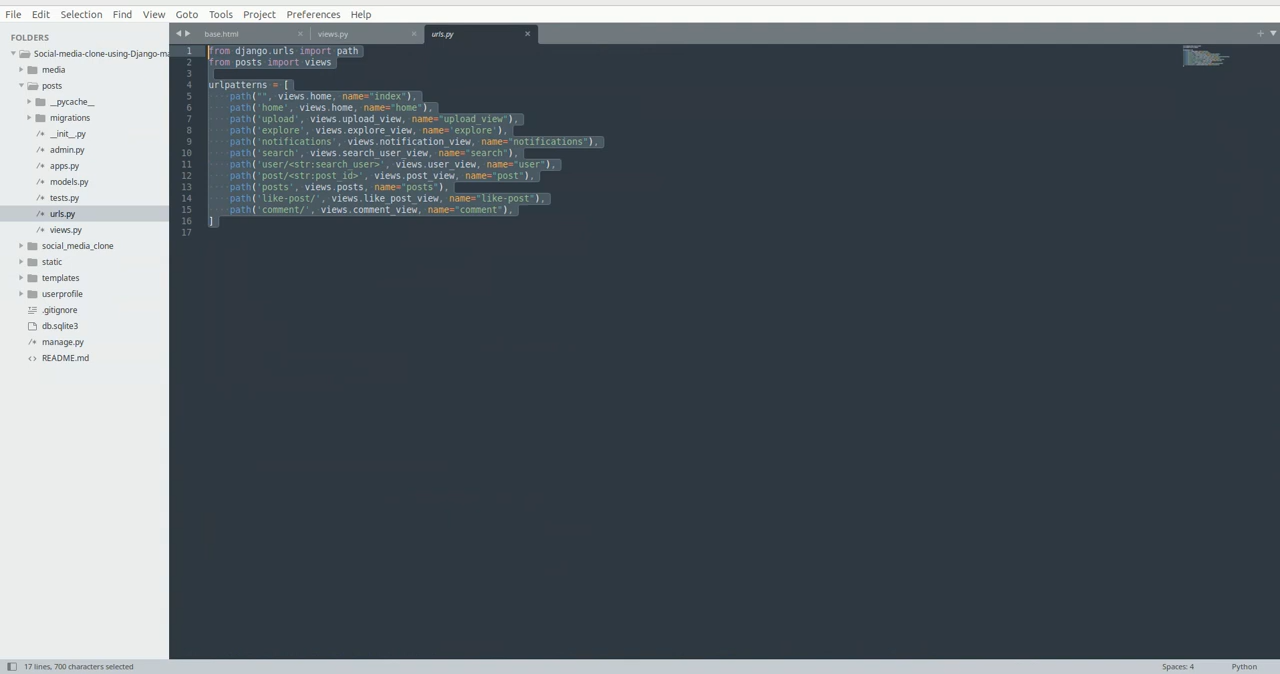 File Edit Selection Find View Goto Tools Project Preferences Help
FOLDERS
Social-media-clone-using-Django-ma
media
posts
__pycache__
migrations
__init__.py
admin.py
apps.py
models.py
tests.py
urls.py
views.py
social_media_clone
static
templates
userprofile
.gitignore
db.sqlite3
manage.py
README.md
base.html views.py urls.py
1 from django.urls import path
2 from posts import views
3
4 urlpatterns = [
5 path("", views.home, name="index"),
6 path('home', views.home, name="home"),
7 path('upload', views.upload_view, name="upload_view"),
8 path('explore', views.explore_view, name='explore'),
9 path('notifications', views.notification_view, name="notifications"),
10 path('search', views.search_user_view, name="search"),
11 path('user/<str:search_user>', views.user_view, name="user"),
12 path('post/<str:post_id>', views.post_view, name="post"),
13 path('posts', views.posts, name="posts"),
14 path('like-post/', views.like_post_view, name="like-post"),
15 path('comment/', views.comment_view, name="comment"),
16 ]
17
17 lines, 700 characters selected
Spaces: 4 Python